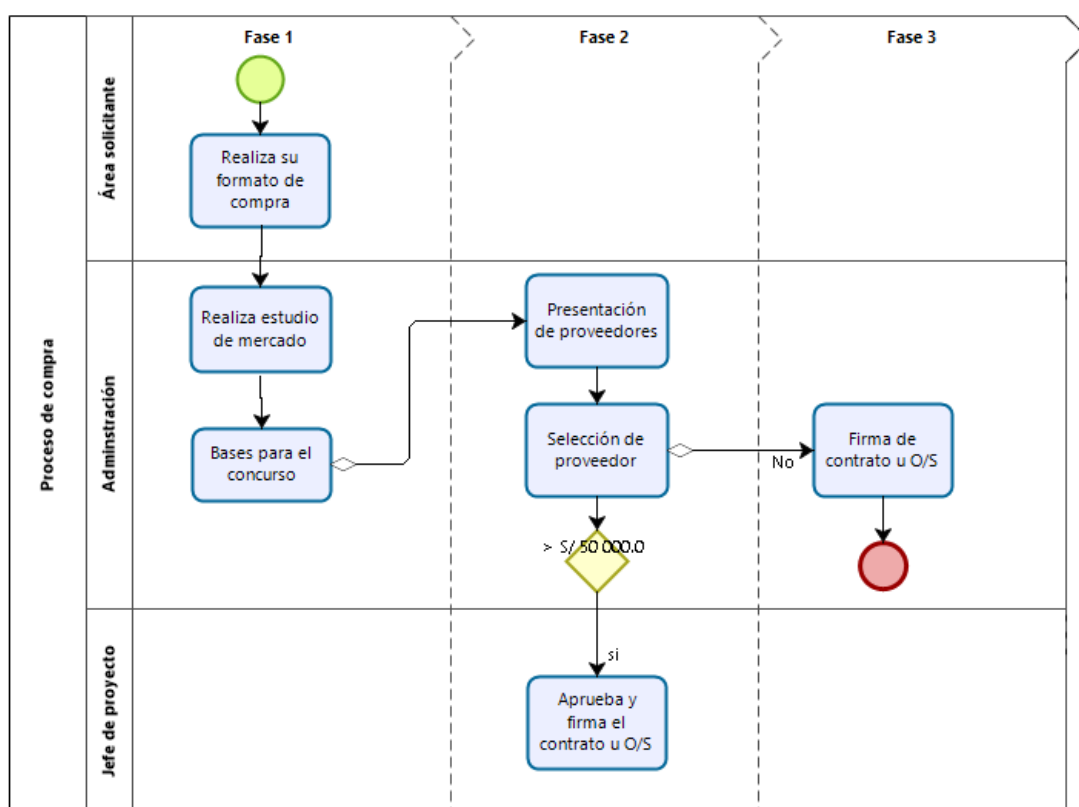 Fase 1
Fase 2
Fase 3
Proceso de compra
Área solicitante
Realiza su
formato de
compra
Adminstración
Realiza estudio
de mercado
Bases para el
concurso
Presentación
de proveedores
Selección de
proveedor
No
Firma de
contrato u O/S
> S/ 50 000.0
si
Jefe de proyecto
Aprueba y
firma el
contrato u O/S